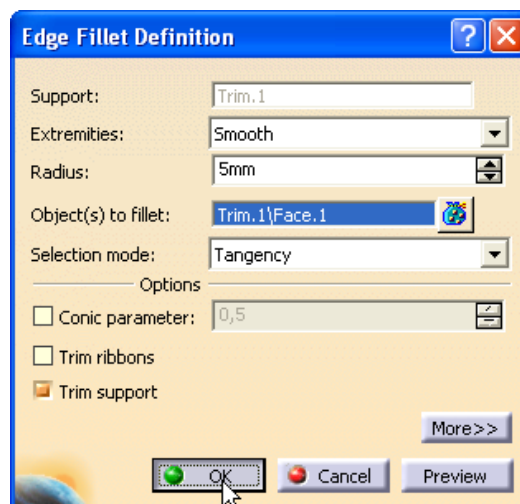 Edge Fillet Definition
Support: Trim.1
Extremities: Smooth
Radius: 5mm
Object(s) to fillet: Trim.1\Face.1
Selection mode: Tangency
Options
Conic parameter: 0,5
Trim ribbons
Trim support
More>>
OK Cancel Preview